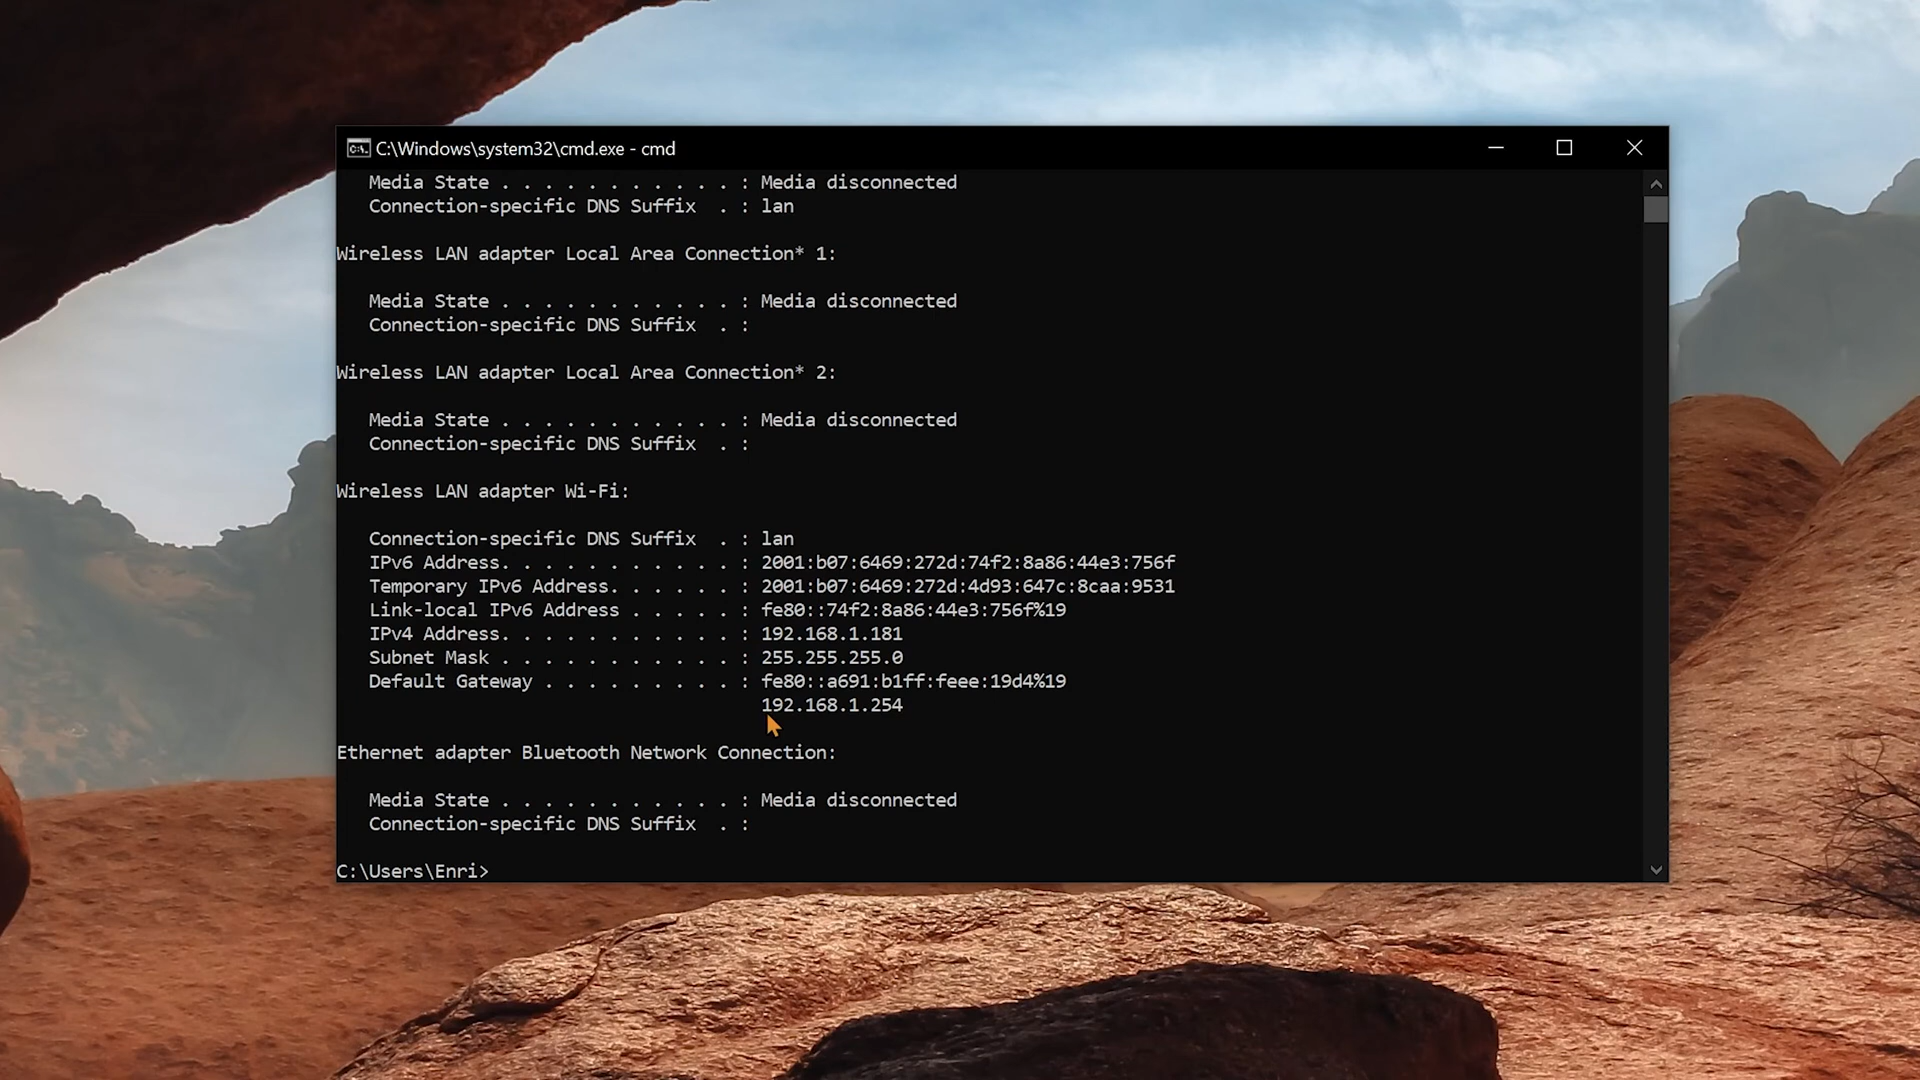 C:\Windows\system32\cmd.exe - cmd
Media State . . . . . . . . . . . : Media disconnected
Connection-specific DNS Suffix  . : lan
Wireless LAN adapter Local Area Connection* 1:
Media State . . . . . . . . . . . : Media disconnected
Connection-specific DNS Suffix  . :
Wireless LAN adapter Local Area Connection* 2:
Media State . . . . . . . . . . . : Media disconnected
Connection-specific DNS Suffix  . :
Wireless LAN adapter Wi-Fi:
Connection-specific DNS Suffix  . : lan
IPv6 Address. . . . . . . . . . . : 2001:b07:6469:272d:74f2:8a86:44e3:756f
Temporary IPv6 Address. . . . . . : 2001:b07:6469:272d:4d93:647c:8caa:9531
Link-local IPv6 Address . . . . . : fe80::74f2:8a86:44e3:756f%19
IPv4 Address. . . . . . . . . . . : 192.168.1.181
Subnet Mask . . . . . . . . . . . : 255.255.255.0
Default Gateway . . . . . . . . . : fe80::a691:b1ff:feee:19d4%19
192.168.1.254
Ethernet adapter Bluetooth Network Connection:
Media State . . . . . . . . . . . : Media disconnected
Connection-specific DNS Suffix  . :
C:\Users\Enri>